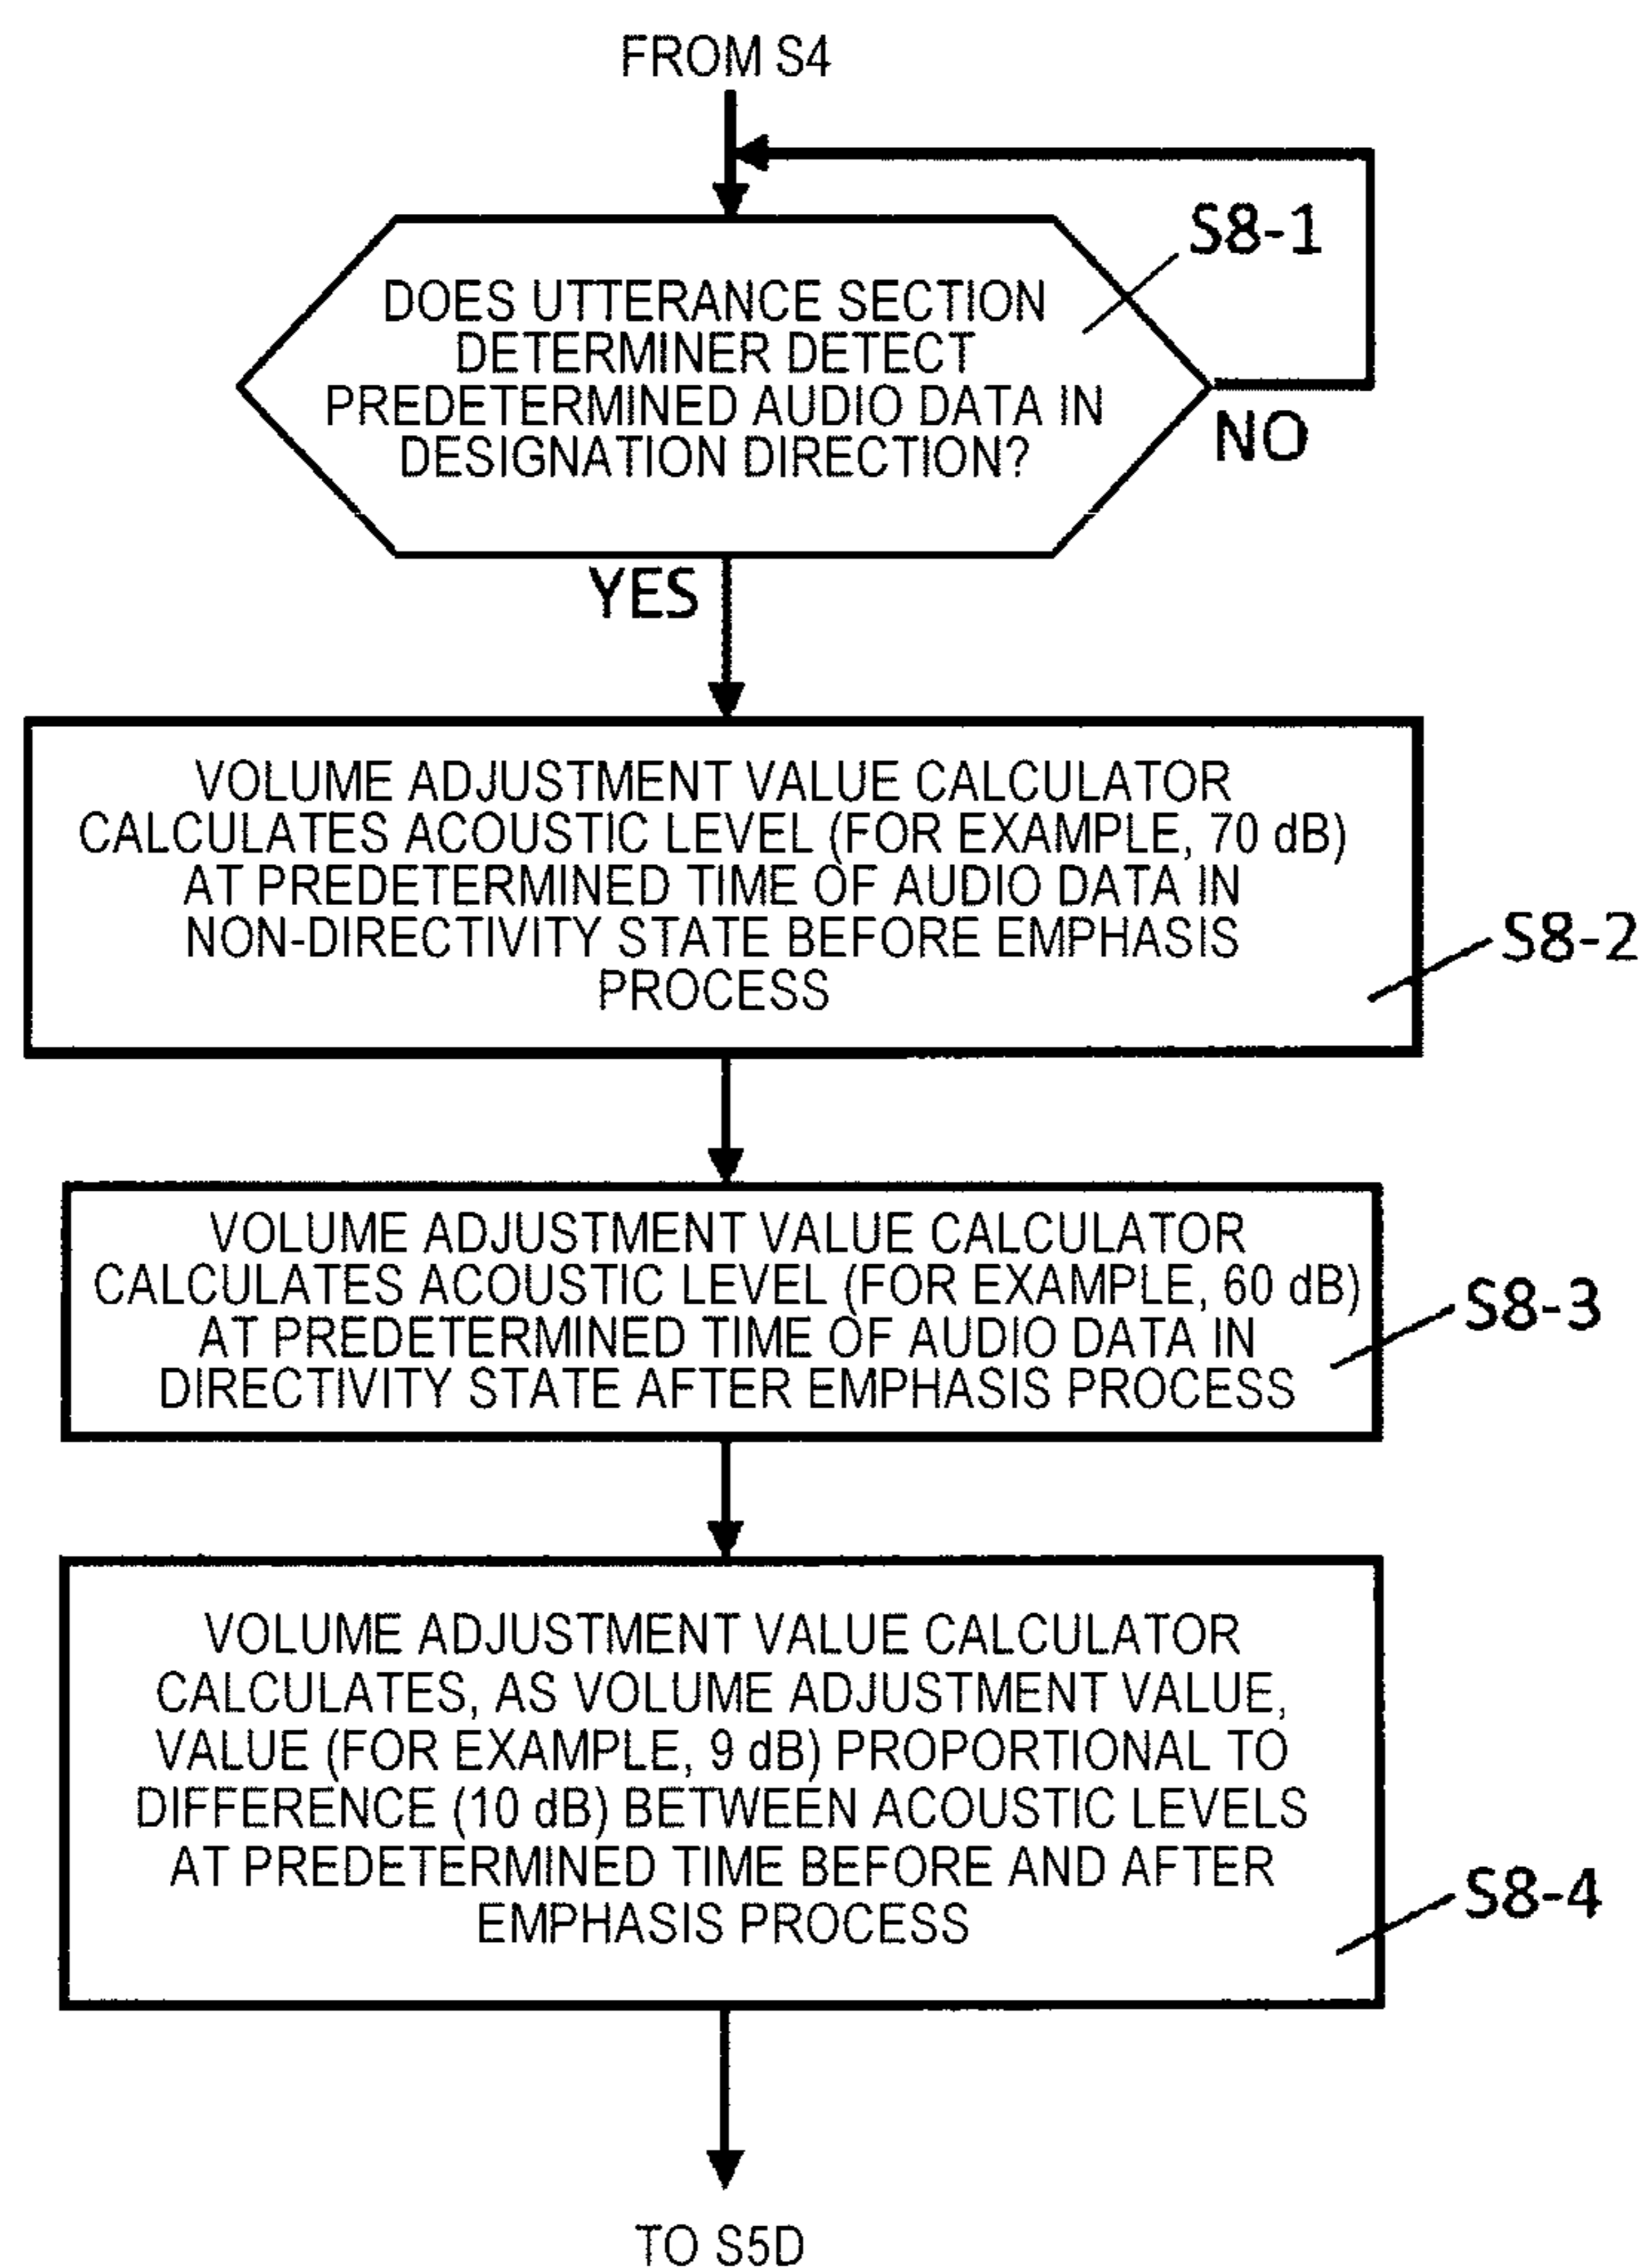 FROM S4
S8-1
DOES UTTERANCE SECTION
DETERMINER DETECT
PREDETERMINED AUDIO DATA IN
DESIGNATION DIRECTION?
NO
YES
VOLUME ADJUSTMENT VALUE CALCULATOR
CALCULATES ACOUSTIC LEVEL (FOR EXAMPLE, 70 dB)
AT PREDETERMINED TIME OF AUDIO DATA IN
NON-DIRECTIVITY STATE BEFORE EMPHASIS
PROCESS
S8-2
VOLUME ADJUSTMENT VALUE CALCULATOR
CALCULATES ACOUSTIC LEVEL (FOR EXAMPLE, 60 dB)
AT PREDETERMINED TIME OF AUDIO DATA IN
DIRECTIVITY STATE AFTER EMPHASIS PROCESS
S8-3
VOLUME ADJUSTMENT VALUE CALCULATOR
CALCULATES, AS VOLUME ADJUSTMENT VALUE,
VALUE (FOR EXAMPLE, 9 dB) PROPORTIONAL TO
DIFFERENCE (10 dB) BETWEEN ACOUSTIC LEVELS
AT PREDETERMINED TIME BEFORE AND AFTER
EMPHASIS PROCESS
S8-4
TO S5D